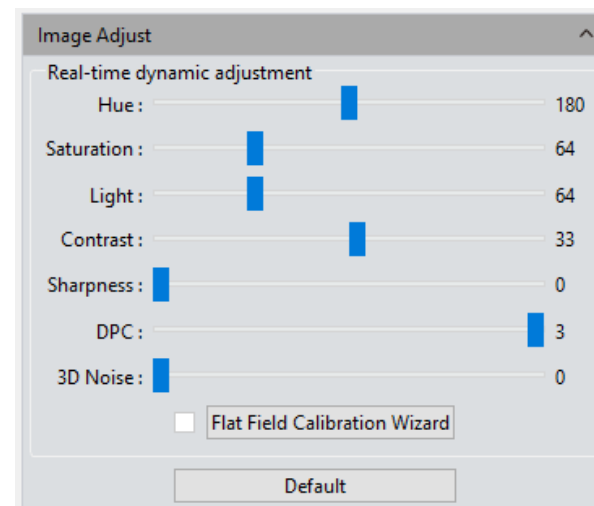 Image Adjust
Real-time dynamic adjustment
Hue : 180
Saturation : 64
Light : 64
Contrast : 33
Sharpness : 0
DPC : 3
3D Noise : 0
Flat Field Calibration Wizard
Default